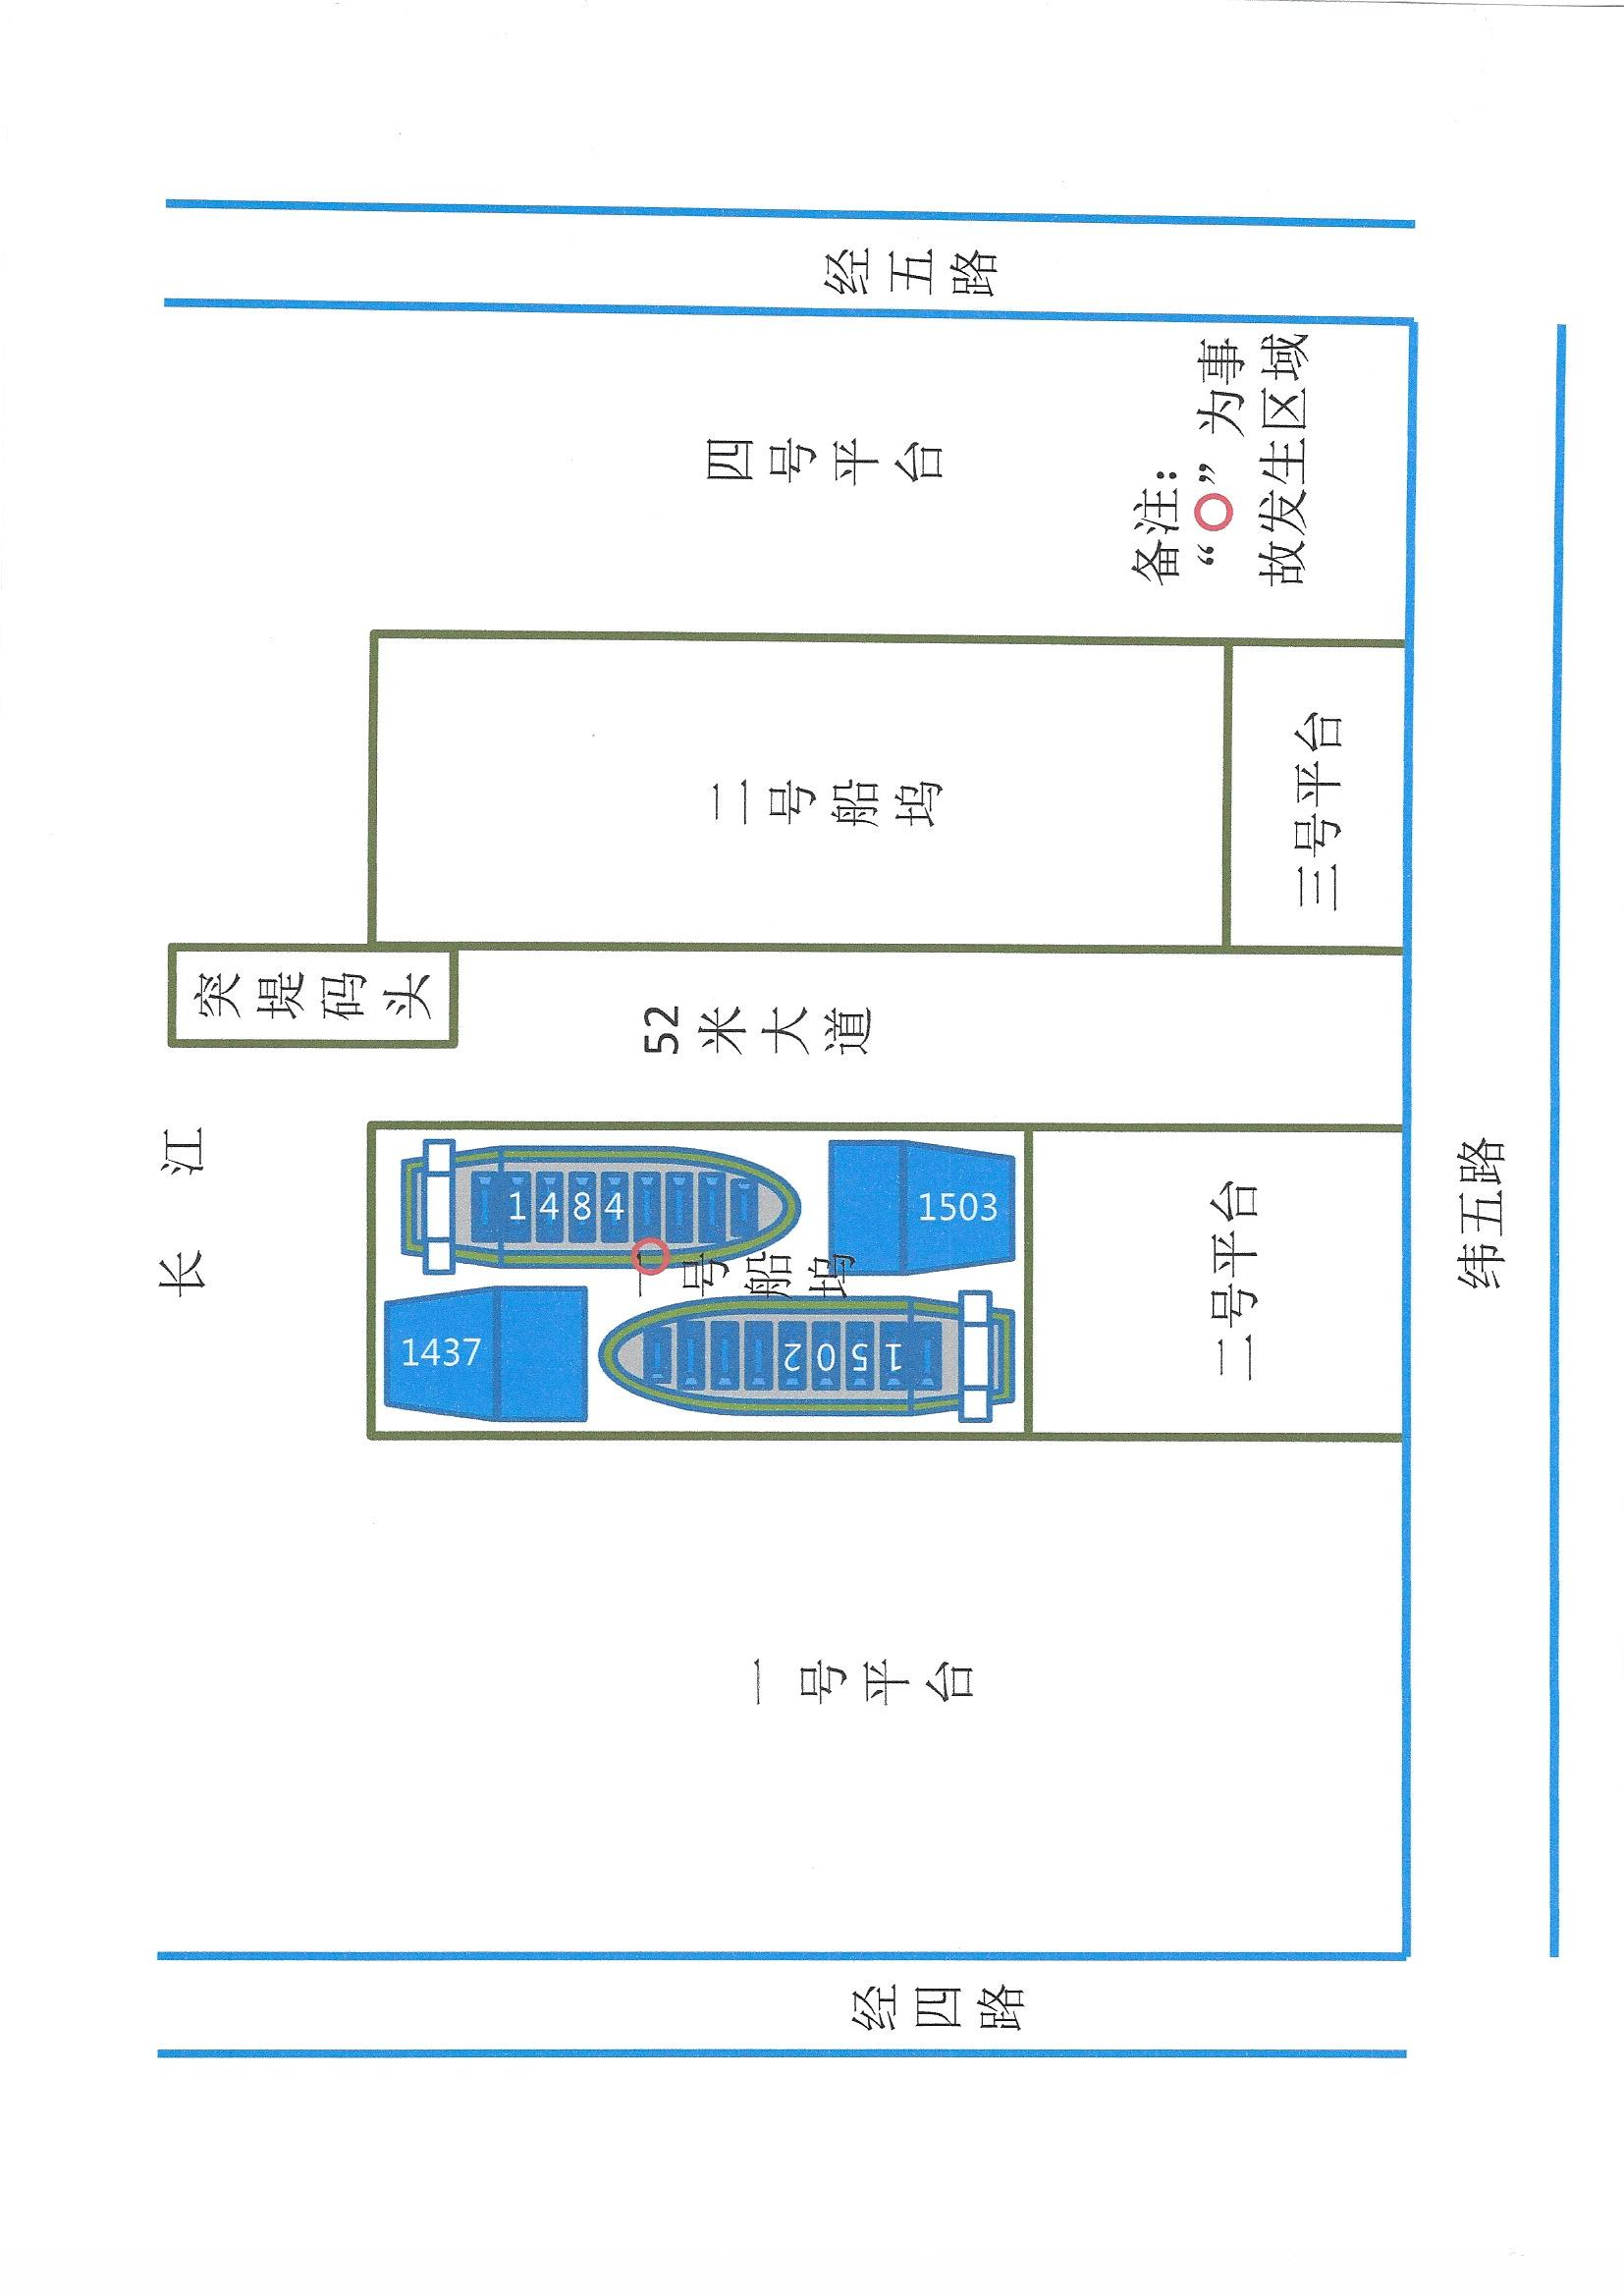 长 江
突堤码头
经四路
一号平台
1437
1484
一号船坞
1502
1503
二号平台
52米大道
二号船坞
三号平台
四号平台
备注：
“O”为事
故发生区域
经五路
纬五路